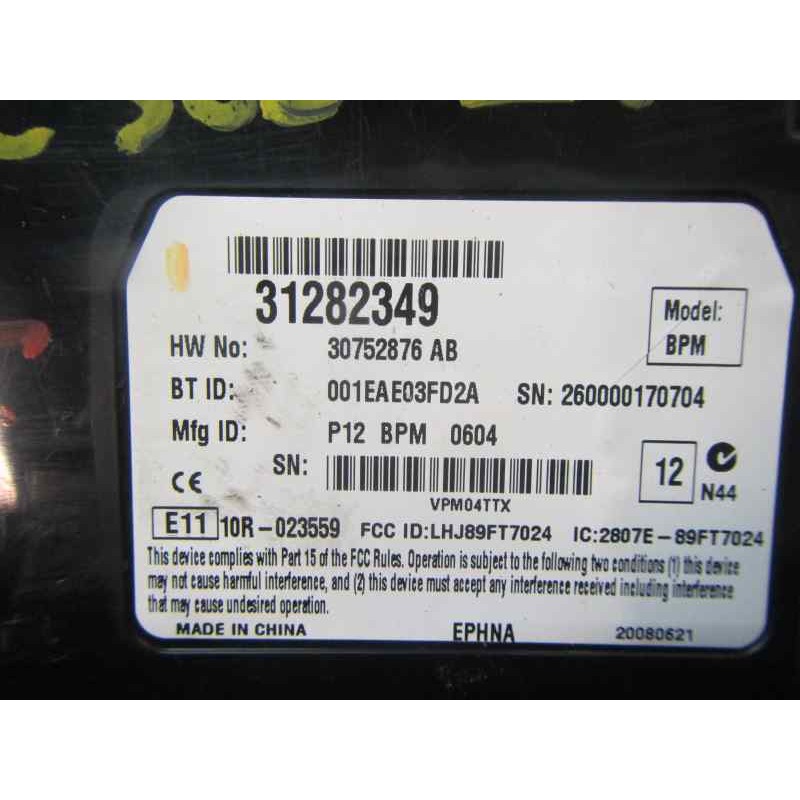 31282349
Model:
BPM
HW No: 30752876 AB
BT ID: 001EAE03FD2A SN: 260000170704
Mfg ID: P12 BPM 0604
SN:
12
N44
VPM04TTX
CE
E11 10R-023559 FCC ID:LHJ89FT7024 IC:2807E-89FT7024
This device complies with Part 15 of the FCC Rules. Operation is subject to the following two conditions (1) this device
may not cause harmful interference, and (2) this device must accept any interference received including interference
that may cause undesired operation.
MADE IN CHINA EPHNA 20080621